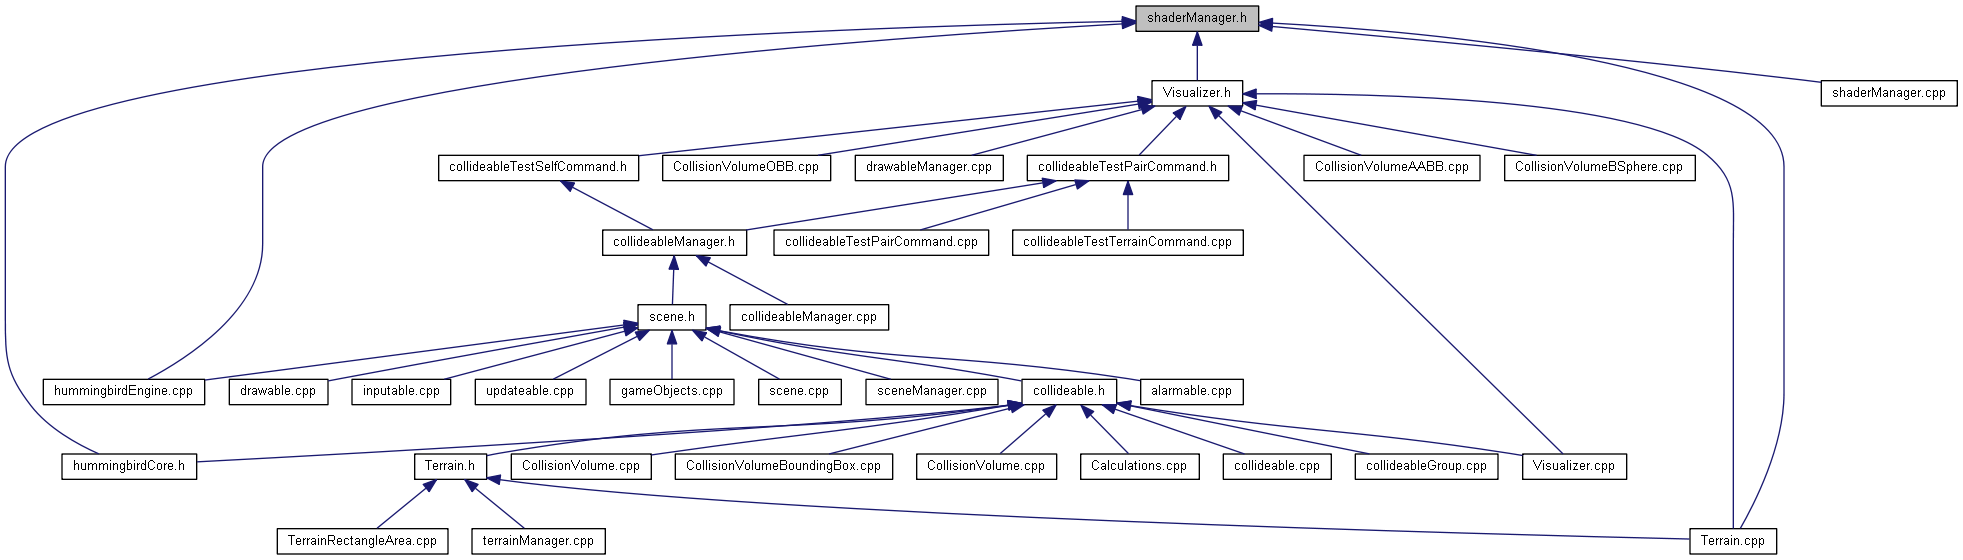 shaderManager.h
Visualizer.h
shaderManager.cpp
collideableTestSelfCommand.h
CollisionVolumeOBB.cpp
drawableManager.cpp
collideableTestPairCommand.h
CollisionVolumeAABB.cpp
CollisionVolumeBSphere.cpp
collideableManager.h
collideableTestPairCommand.cpp
collideableTestTerrainCommand.cpp
scene.h
collideableManager.cpp
hummingbirdEngine.cpp
drawable.cpp
inputable.cpp
updateable.cpp
gameObjects.cpp
scene.cpp
sceneManager.cpp
collideable.h
alarmable.cpp
hummingbirdCore.h
Terrain.h
CollisionVolume.cpp
CollisionVolumeBoundingBox.cpp
CollisionVolume.cpp
Calculations.cpp
collideable.cpp
collideableGroup.cpp
Visualizer.cpp
TerrainRectangleArea.cpp
terrainManager.cpp
Terrain.cpp